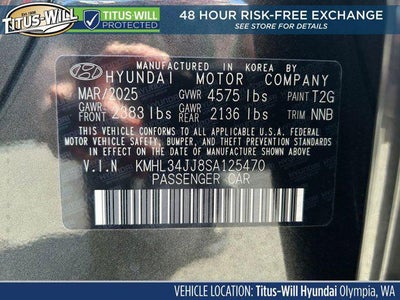 TITUS-WILL
TITUS-WILL
PROTECTION
48 HOUR RISK-FREE EXCHANGE
SEE STORE FOR DETAILS
MANUFACTURED IN KOREA BY
HYUNDAI MOTOR COMPANY
MAR/2025 GVWR 4575 lbs PAINT T2G
GAWR FRONT 2383 lbs GAWR REAR 2136 lbs TRIM NNB
THIS VEHICLE CONFORMS TO ALL APPLICABLE U.S.A. FEDERAL
MOTOR VEHICLE SAFETY, BUMPER, AND THEFT PREVENTION
STANDARDS IN EFFECT ON THE DATE OF MANUFACTURE SHOWN ABOVE.
V.I.N KMHL34JJ8SA125470
PASSENGER CAR
VEHICLE LOCATION: Titus-Will Hyundai Olympia, WA